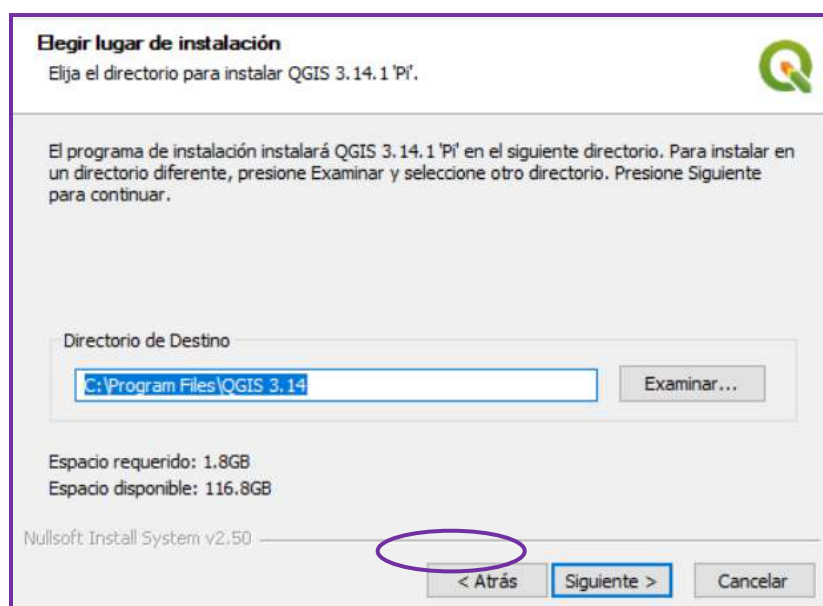 Elegir lugar de instalación
Elija el directorio para instalar QGIS 3.14.1 'Pi'.
El programa de instalación instalará QGIS 3.14.1 'Pi' en el siguiente directorio. Para instalar en
un directorio diferente, presione Examinar y seleccione otro directorio. Presione Siguiente
para continuar.
Directorio de Destino
C:\Program Files\QGIS 3.14
Examinar...
Espacio requerido: 1.8GB
Espacio disponible: 116.8GB
Nullsoft Install System v2.50
< Atrás
Siguiente >
Cancelar